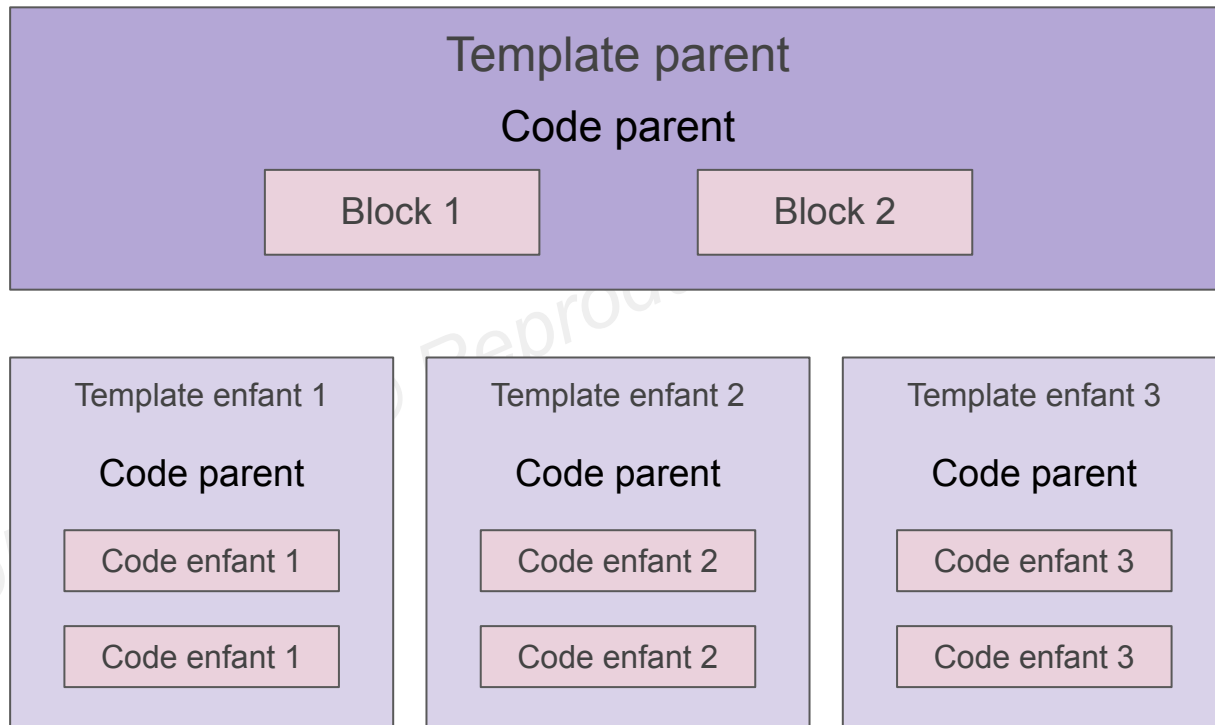 Template parent
Code parent
Block 1
Block 2
Template enfant 1
Code parent
Code enfant 1
Code enfant 1
Template enfant 2
Code parent
Code enfant 2
Code enfant 2
Template enfant 3
Code parent
Code enfant 3
Code enfant 3